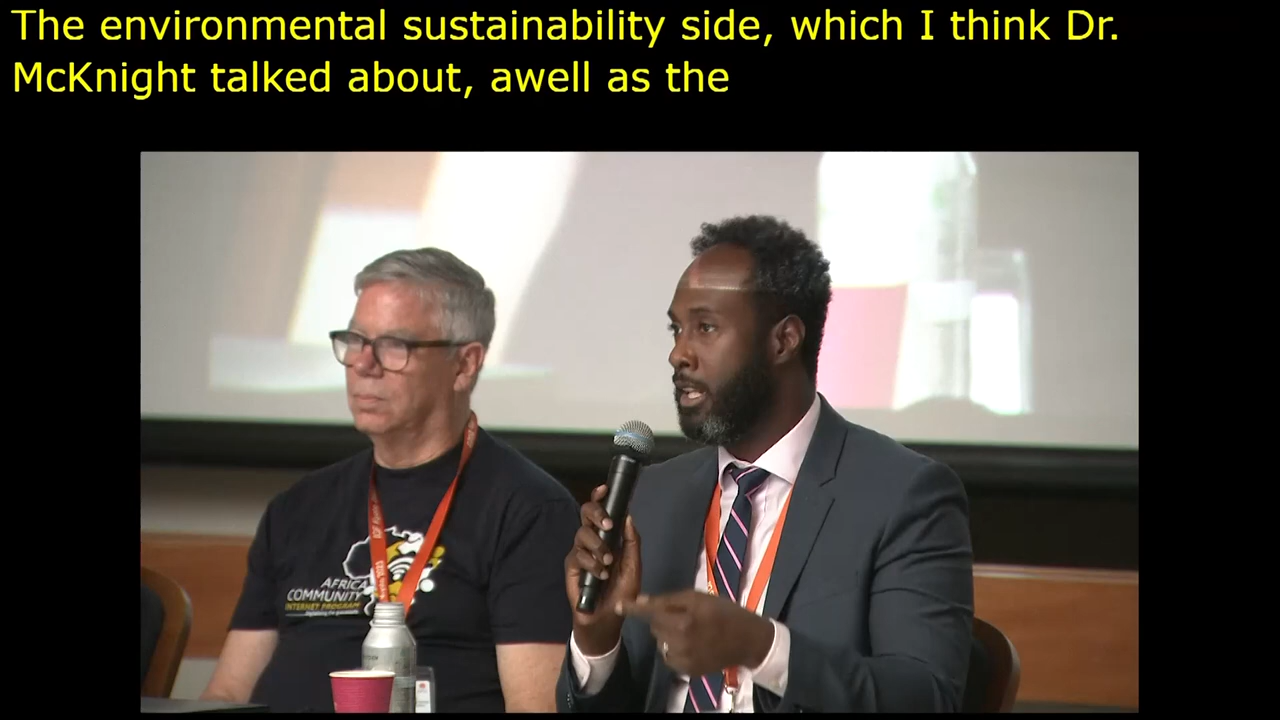 The environmental sustainability side, which I think Dr.
McKnight talked about, awell as the
AFRICA
COMMUNITY
INTERNET PROGRAM